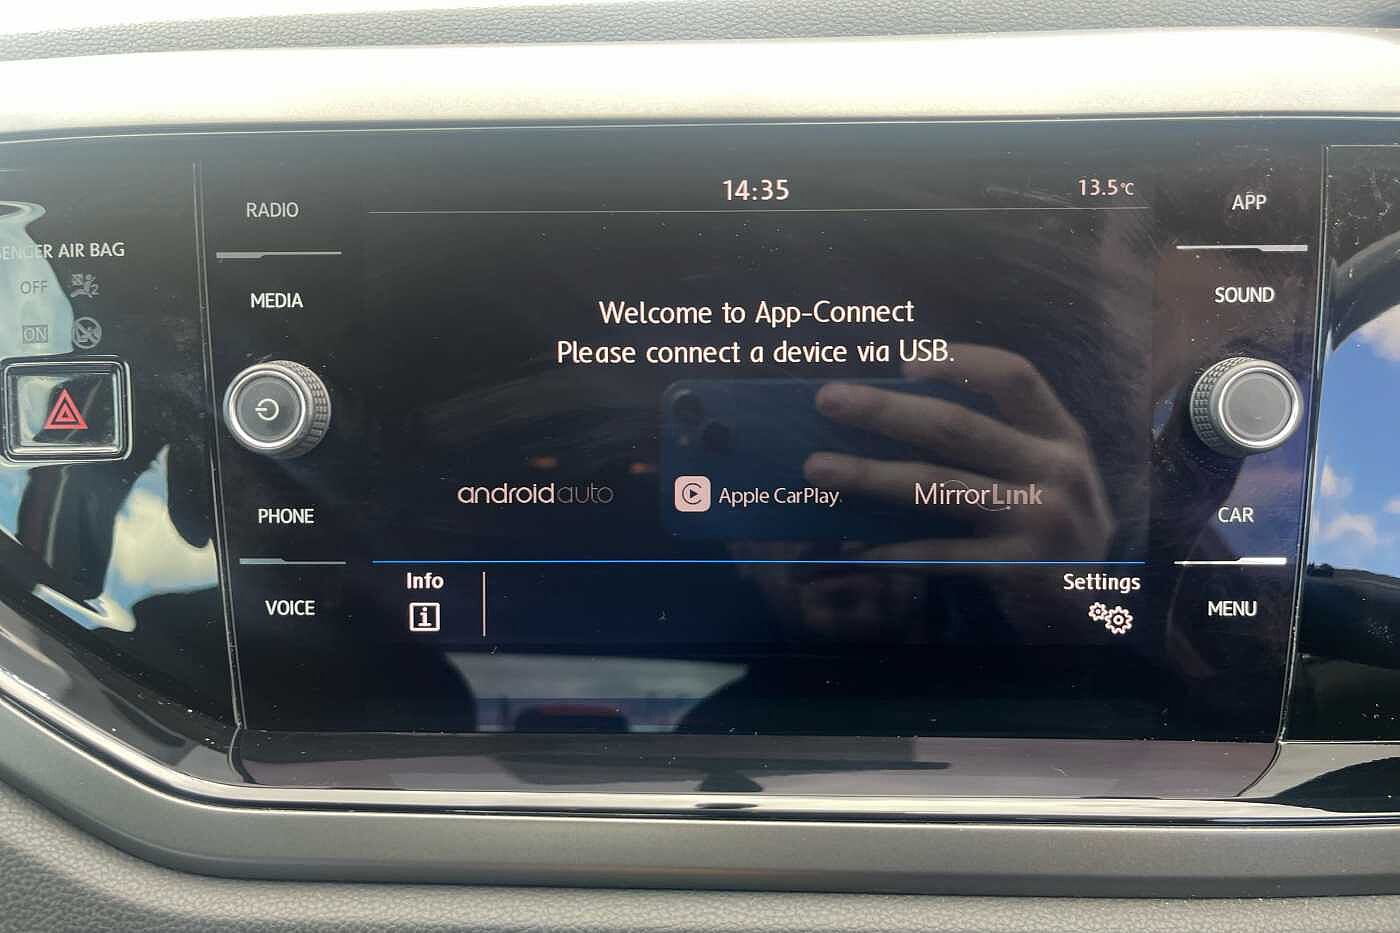 14:35
13.5°C
RADIO
APP
AIR BAG
OFF
ON
MEDIA
SOUND
Welcome to App-Connect
Please connect a device via USB.
androidauto
Apple CarPlay
MirrorLink
PHONE
CAR
Info
Settings
VOICE
MENU